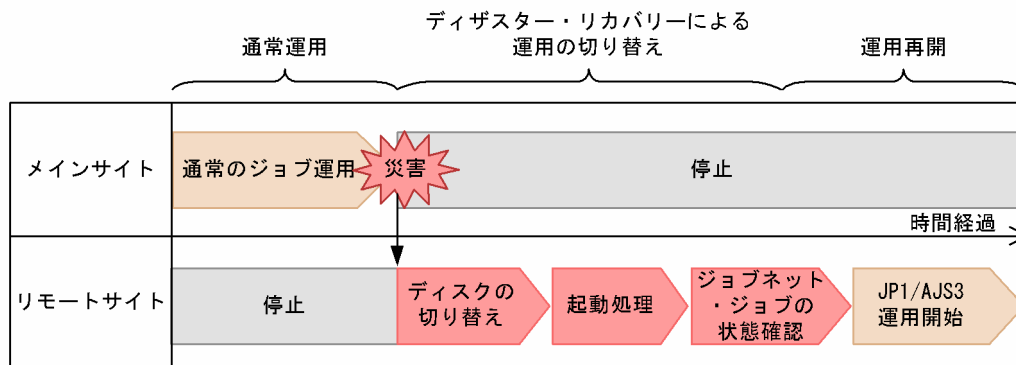 ディザスター・リカバリーによる
通常運用
運用の切り替え
運用再開
メインサイト
通常のジョブ運用
災害
停止
時間経過
リモートサイト
停止
ディスクの
切り替え
起動処理
ジョブネット
・ジョブの
状態確認
JP1/AJS3
運用開始